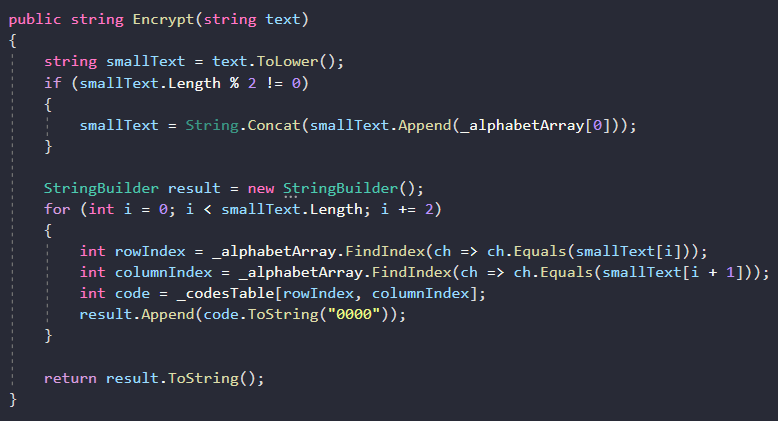 public string Encrypt(string text)
{
    string smallText = text.ToLower();
    if (smallText.Length % 2 != 0)
    {
        smallText = String.Concat(smallText.Append(_alphabetArray[0]));
    }

    StringBuilder result = new StringBuilder();
    for (int i = 0; i < smallText.Length; i += 2)
    {
        int rowIndex = _alphabetArray.FindIndex(ch => ch.Equals(smallText[i]));
        int columnIndex = _alphabetArray.FindIndex(ch => ch.Equals(smallText[i + 1]));
        int code = _codesTable[rowIndex, columnIndex];
        result.Append(code.ToString("0000"));
    }

    return result.ToString();
}